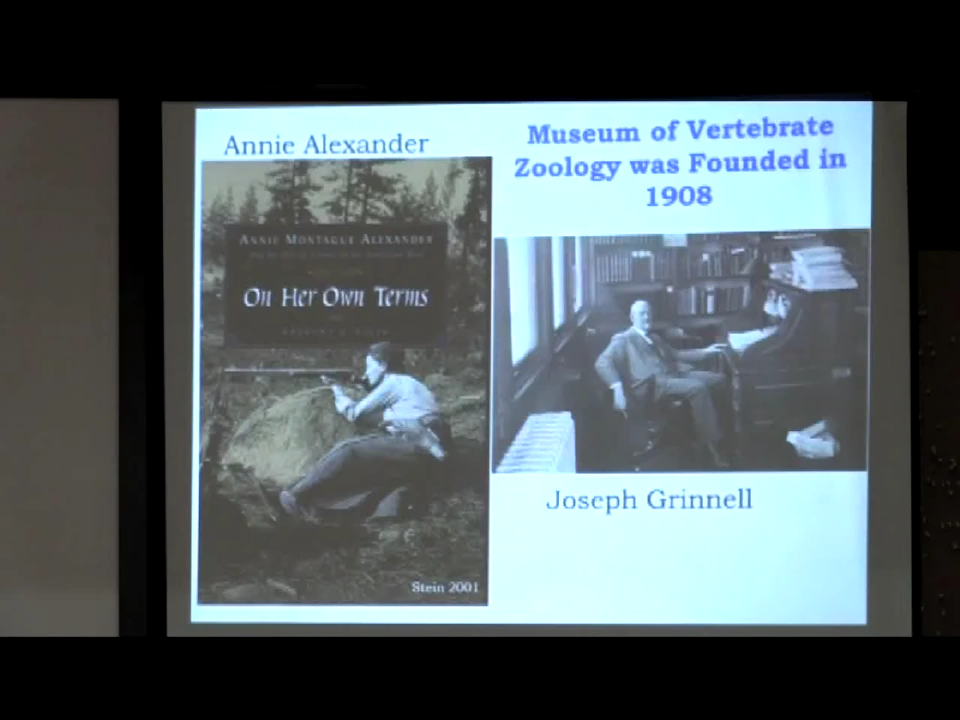 Annie Alexander
Museum of Vertebrate
Zoology was Founded in
1908
ANNIE MONTAGUE ALEXANDER
On Her Own Terms
Stein 2001
Joseph Grinnell